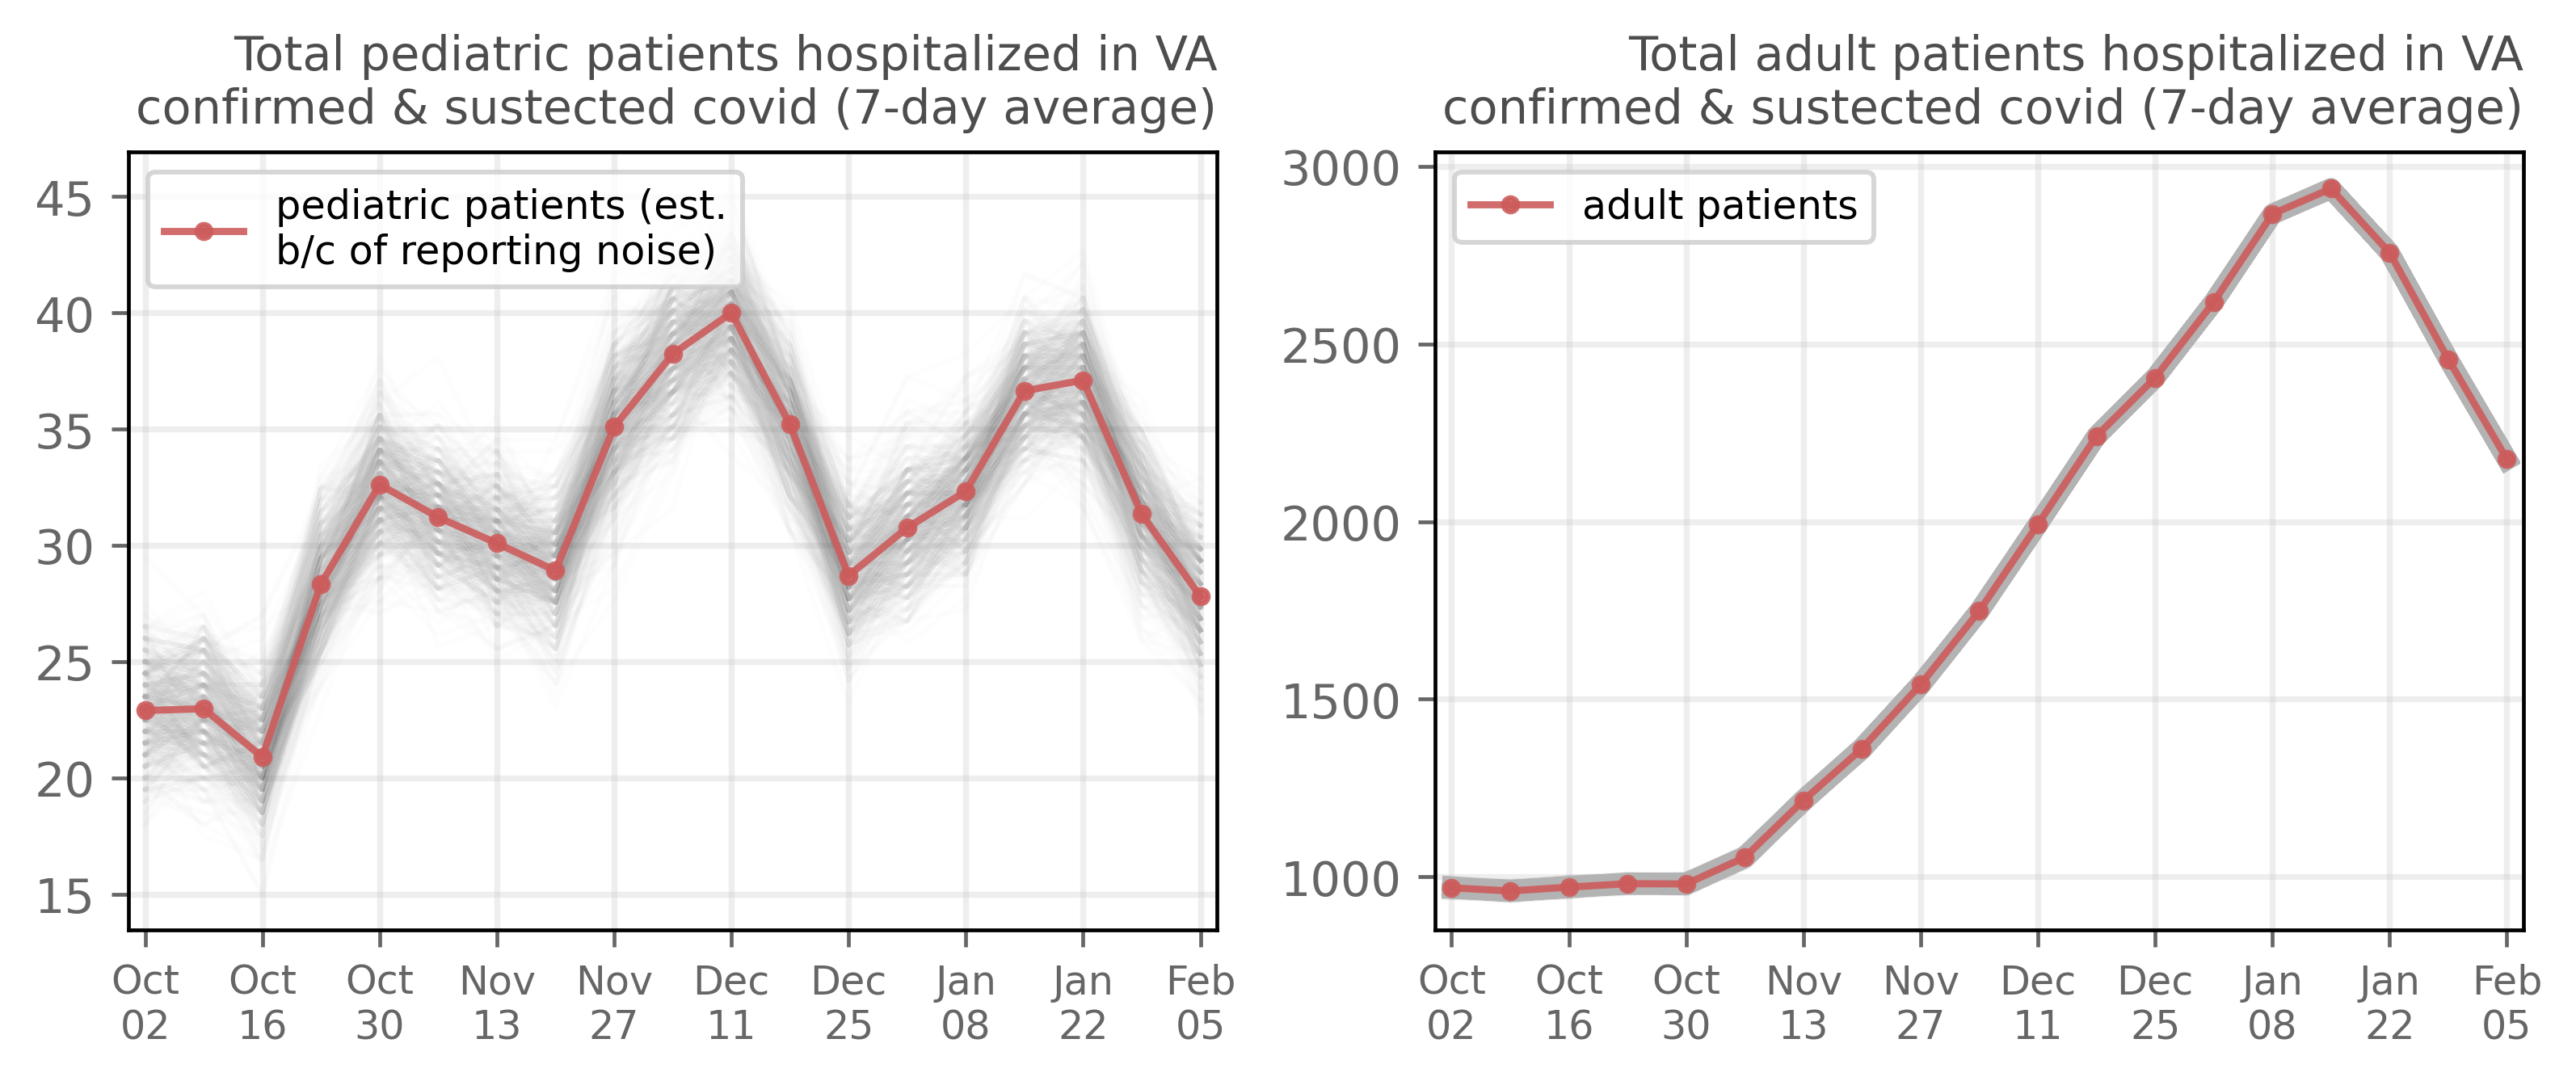 Total pediatric patients hospitalized in VA
confirmed & sustected covid (7-day average)
pediatric patients (est.
b/c of reporting noise)
45
40
35
30
25
20
15
Oct Oct Oct Nov Nov Dec Dec Jan Jan Feb
02 16 30 13 27 11 25 08 22 05
Total adult patients hospitalized in VA
confirmed & sustected covid (7-day average)
adult patients
3000
2500
2000
1500
1000
Oct Oct Oct Nov Nov Dec Dec Jan Jan Feb
02 16 30 13 27 11 25 08 22 05